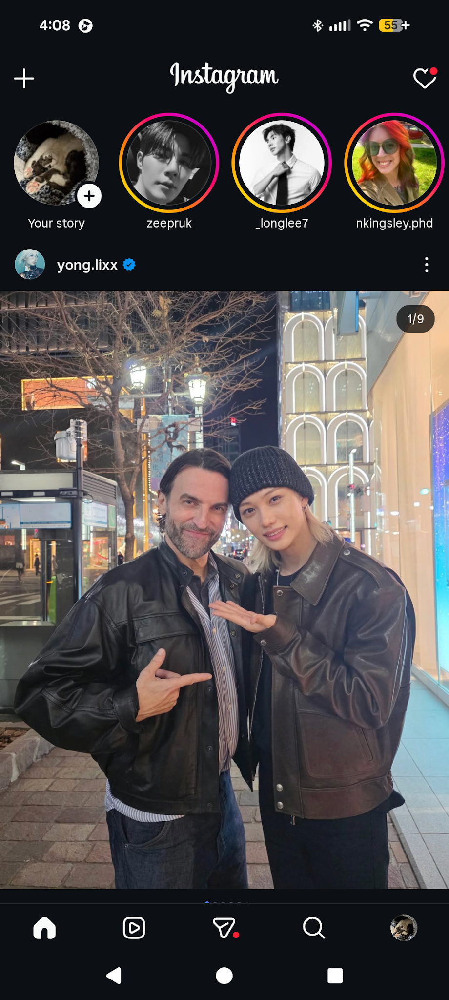 4:08
55
Instagram
Your story
zeepruk
_longlee7
nkingsley.phd
yong.lixx
1/9